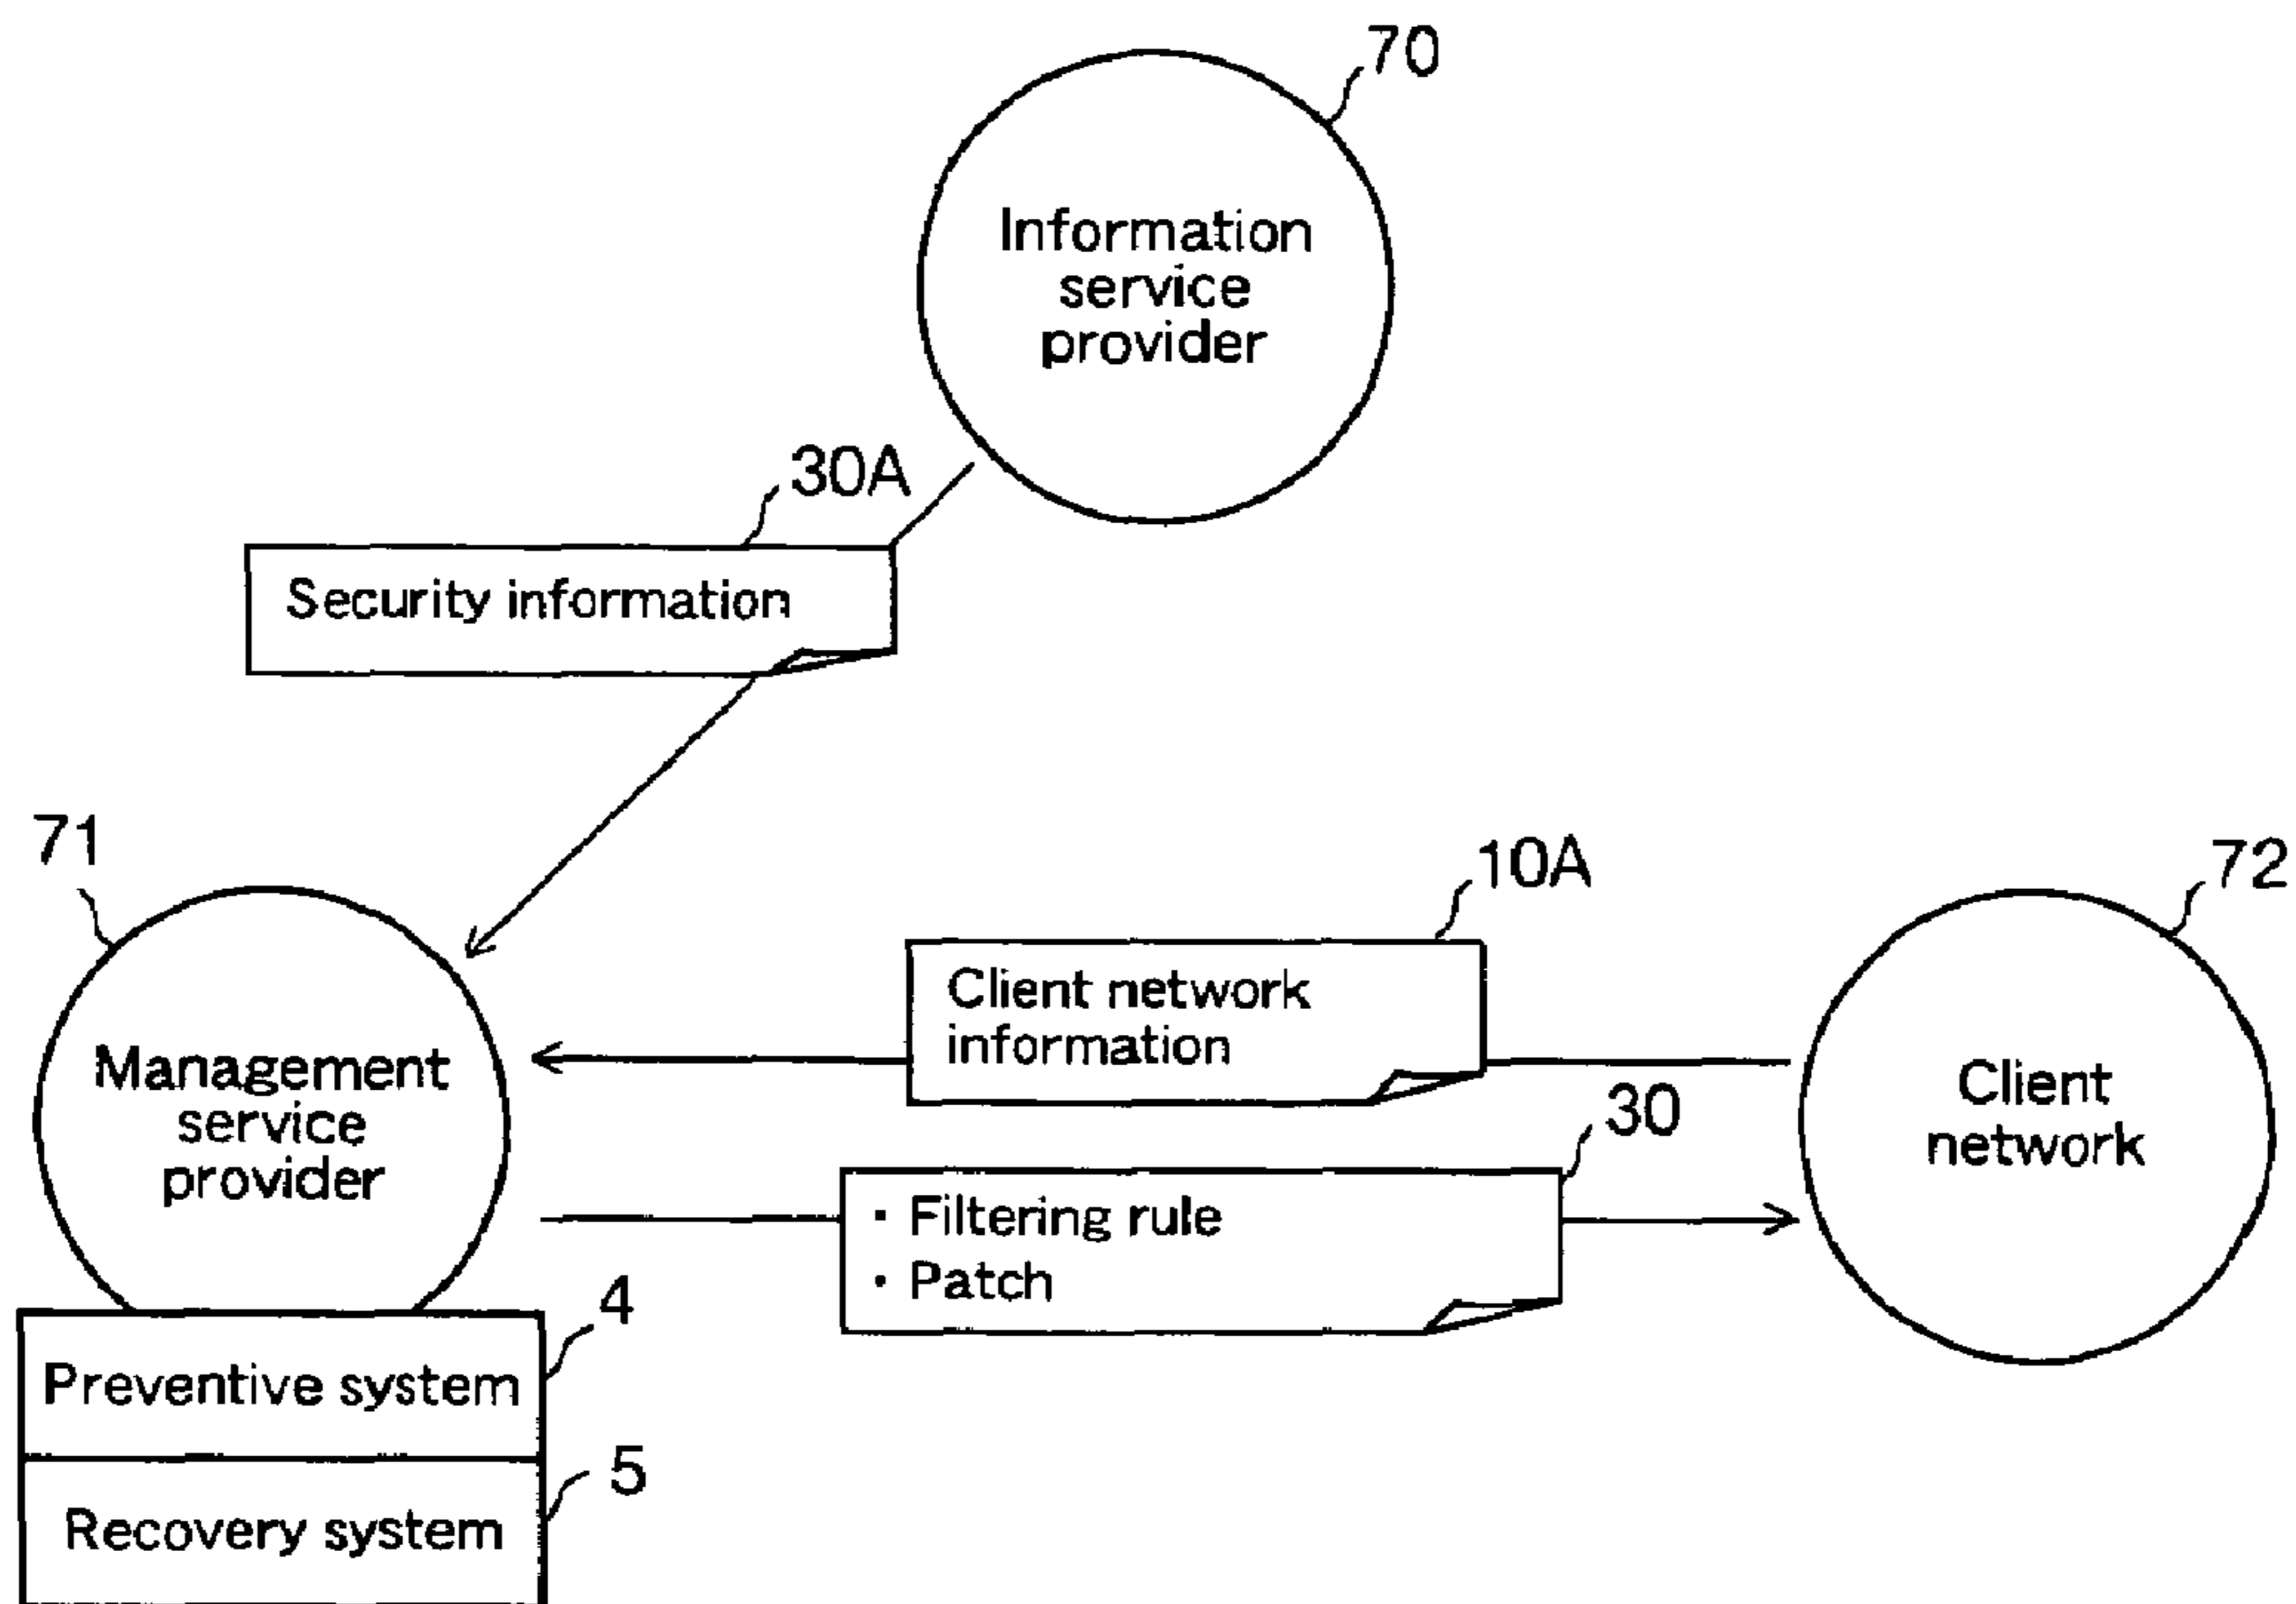 70
Information
service
provider
30A
Security information
71
Management
service
provider
10A
Client network
information
72
Client
network
30
· Filtering rule
· Patch
4
Preventive system
5
Recovery system